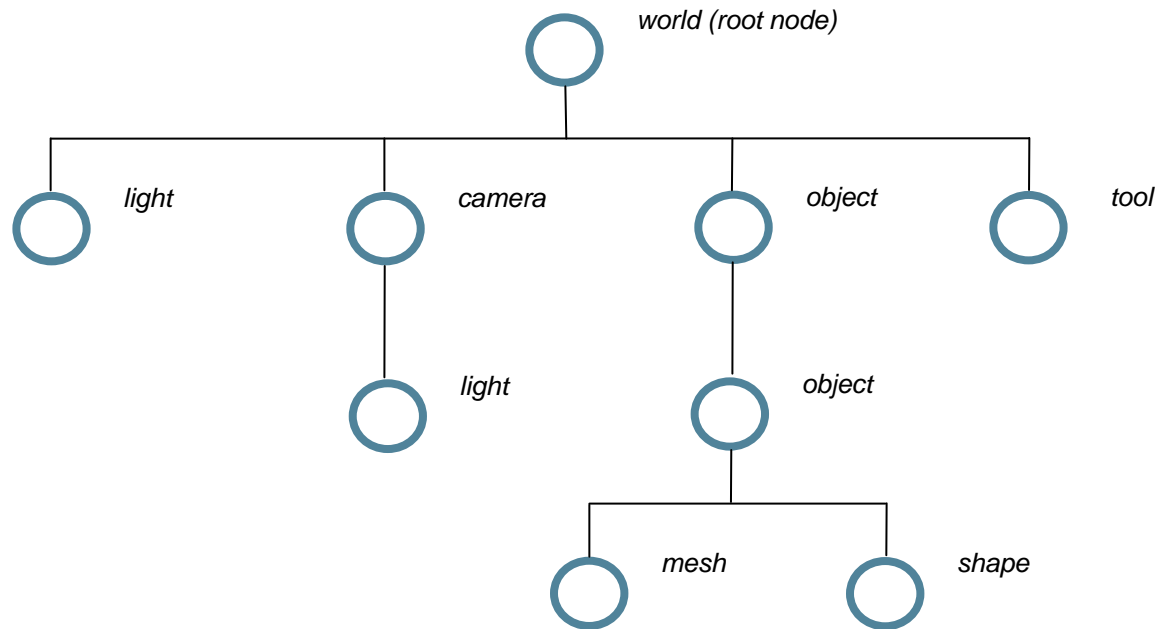 world (root node)
light
camera
object
tool
light
object
mesh
shape